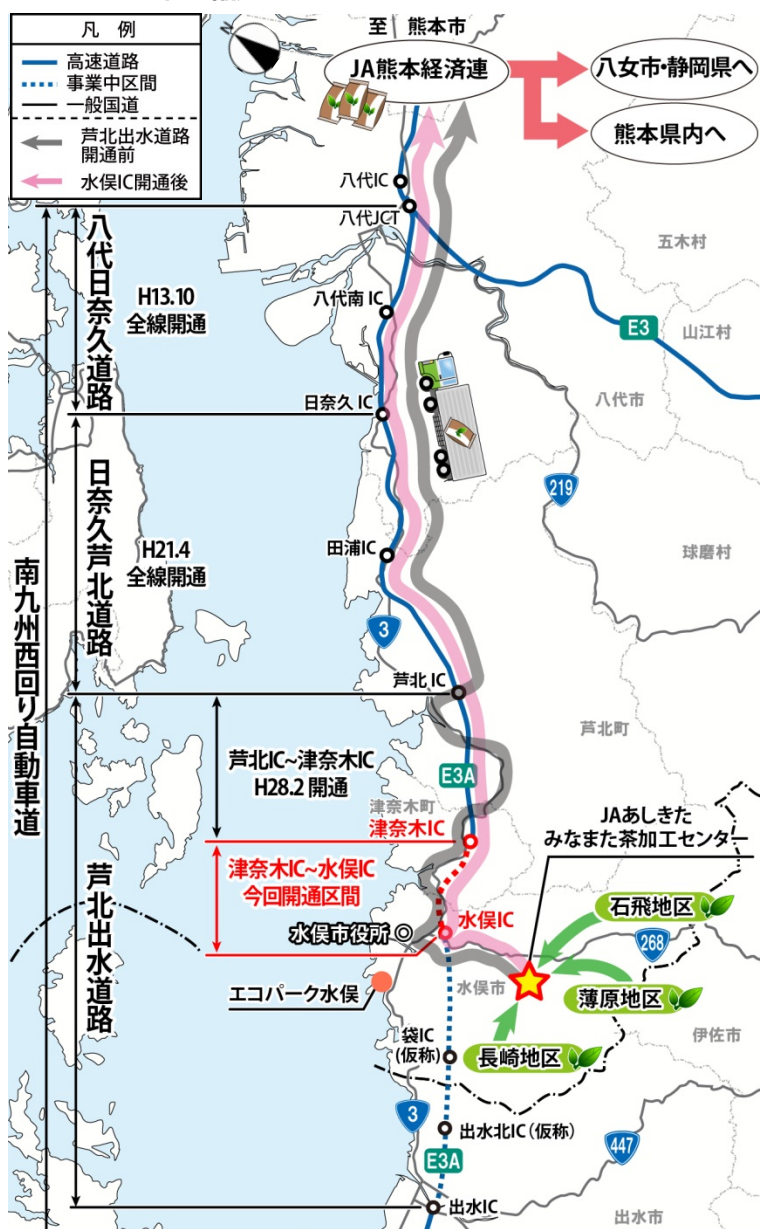 凡 例
高速道路
事業中区間
一般国道
芦北出水道路
開通前
水俣IC開通後
至 熊本市
JA熊本経済連
八女市・静岡県へ
熊本県内へ
八代IC
八代JCT
五木村
八代日奈久道路
H13.10
全線開通
八代南IC
E3
山江村
八代市
日奈久IC
219
日奈久芦北道路
H21.4
全線開通
田浦IC
球磨村
南九州西回り自動車道
3
芦北IC
芦北町
芦北IC~津奈木IC
H28.2開通
E3A
津奈木町
津奈木IC
JAあしきた
みなまた茶加工センター
津奈木IC~水俣IC
今回開通区間
芦北出水道路
水俣IC
石飛地区
水俣市役所
268
水俣市
エコパーク水俣
薄原地区
伊佐市
袋IC
(仮称)
長崎地区
3
出水北IC(仮称)
E3A
447
出水IC
出水市